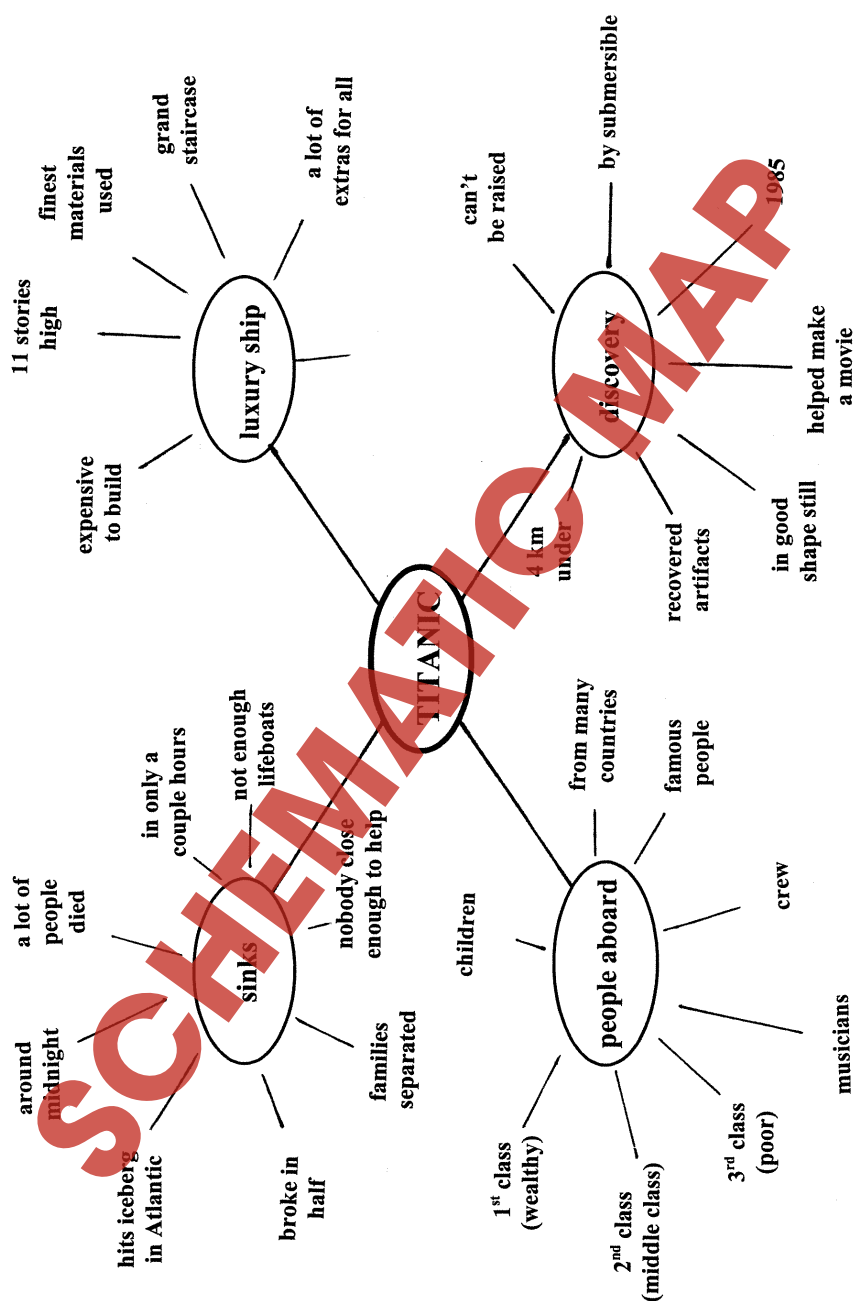 SCHEMATIC MAP
TITANIC
sinks
hits iceberg
in Atlantic
around
midnight
a lot of
people
died
in only a
couple hours
not enough
lifeboats
nobody close
enough to help
families
separated
broke in
half
luxury ship
expensive
to build
11 stories
high
finest
materials
used
grand
staircase
a lot of
extras for all
people aboard
1st class
(wealthy)
2nd class
(middle class)
3rd class
(poor)
musicians
crew
famous
people
from many
countries
children
discovery
4 km
under
recovered
artifacts
in good
shape still
helped make
a movie
1985
by submersible
can't
be raised